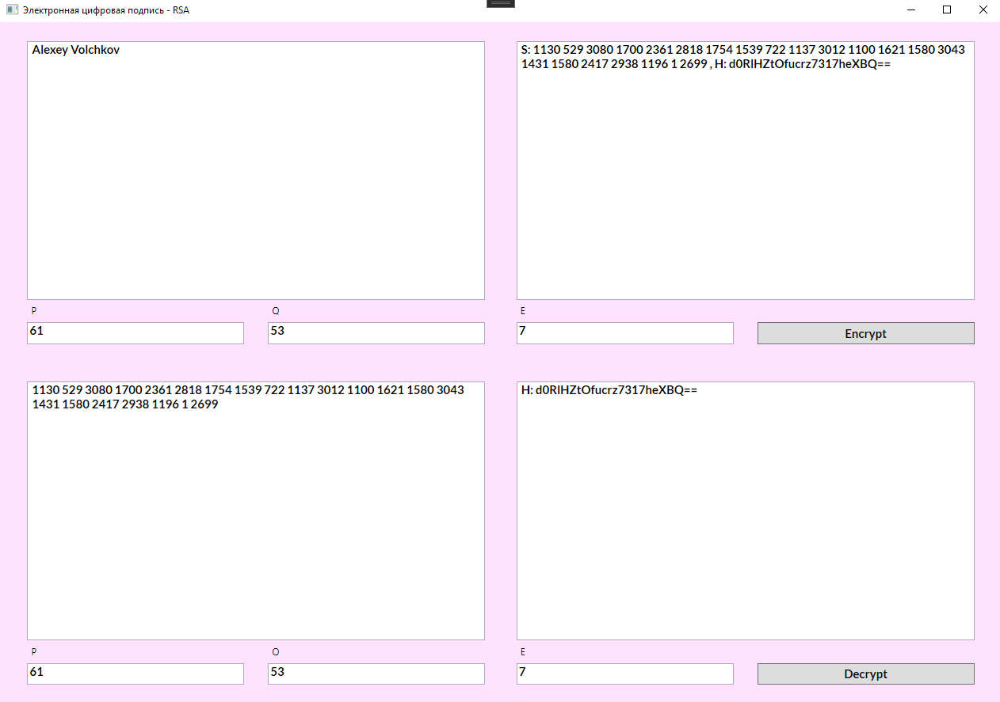 Электронная цифровая подпись - RSA
Alexey Volchkov
S: 1130 529 3080 1700 2361 2818 1754 1539 722 1137 3012 1100 1621 1580 3043
1431 1580 2417 2938 1196 1 2699 , H: d0RlHZtOfucrz7317heXBQ==
P
Q
E
61
53
7
Encrypt
1130 529 3080 1700 2361 2818 1754 1539 722 1137 3012 1100 1621 1580 3043
1431 1580 2417 2938 1196 1 2699
H: d0RlHZtOfucrz7317heXBQ==
P
O
E
61
53
7
Decrypt